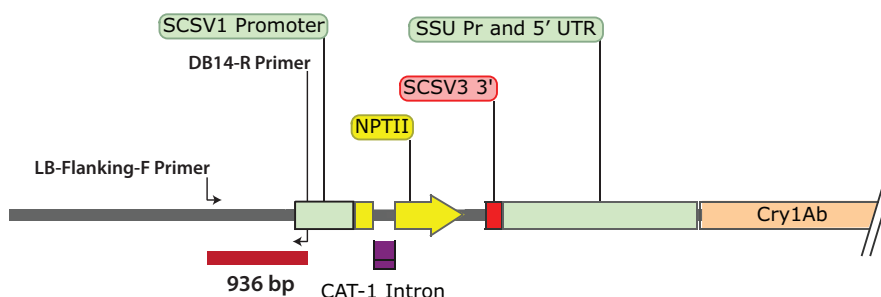 SCSV1 Promoter
SSU Pr and 5’ UTR
DB14-R Primer
SCSV3 3'
NPTII
LB-Flanking-F Primer
Cry1Ab
936 bp
CAT-1 Intron